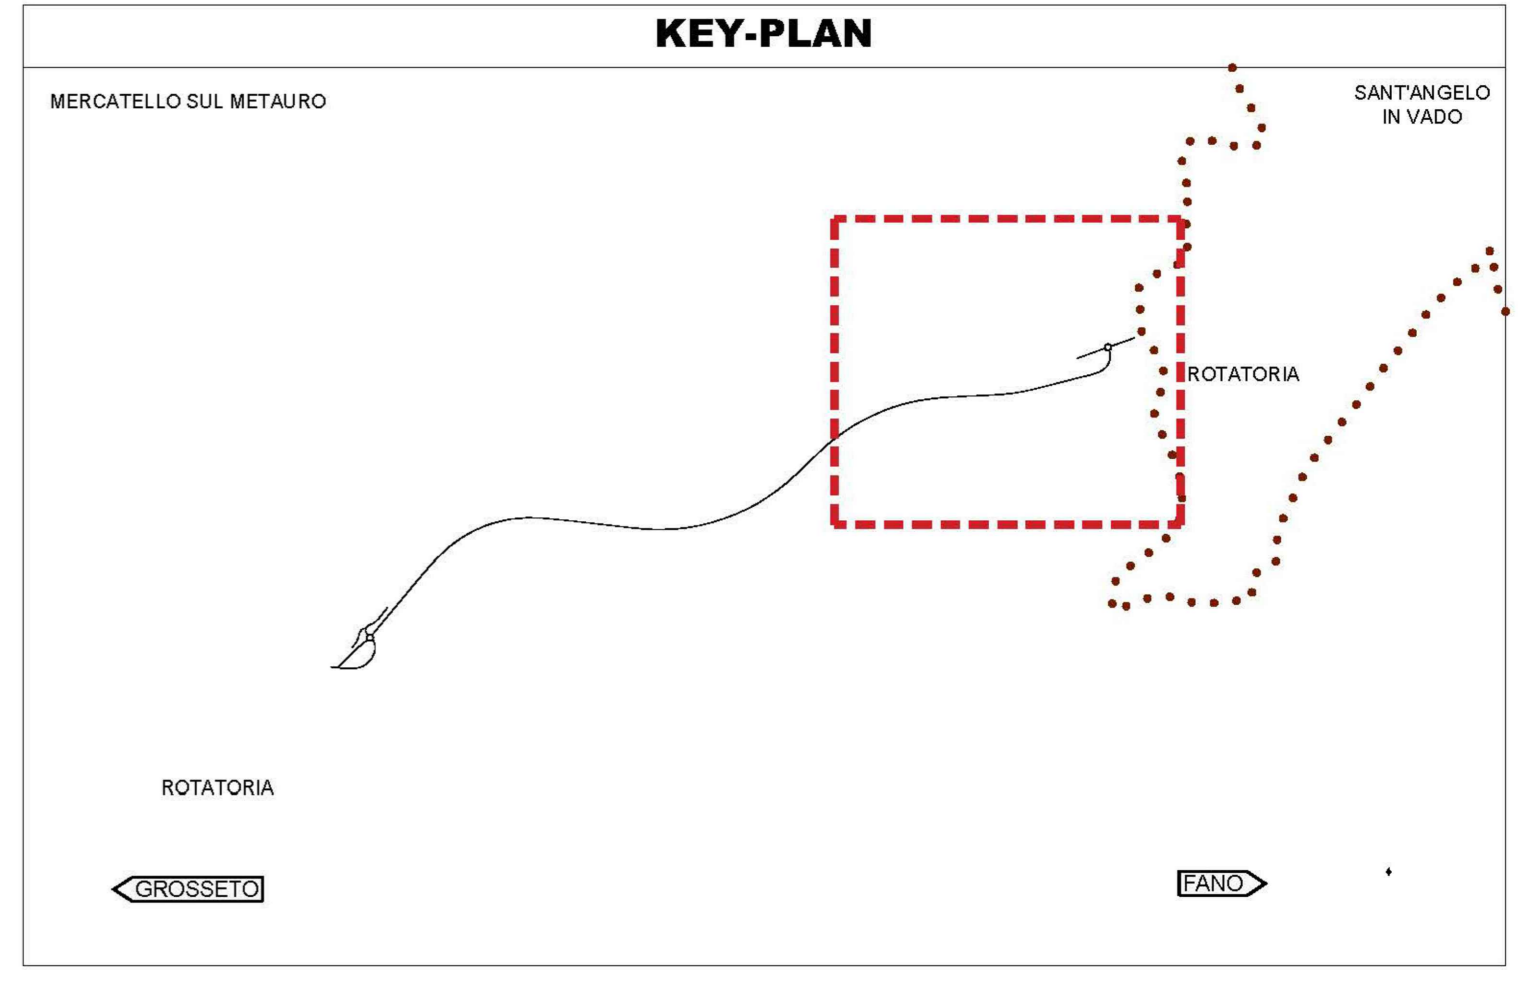 KEY-PLAN
MERCATELLO SUL METAURO
SANT'ANGELO
IN VADO
ROTATORIA
ROTATORIA
GROSSETO
FANO